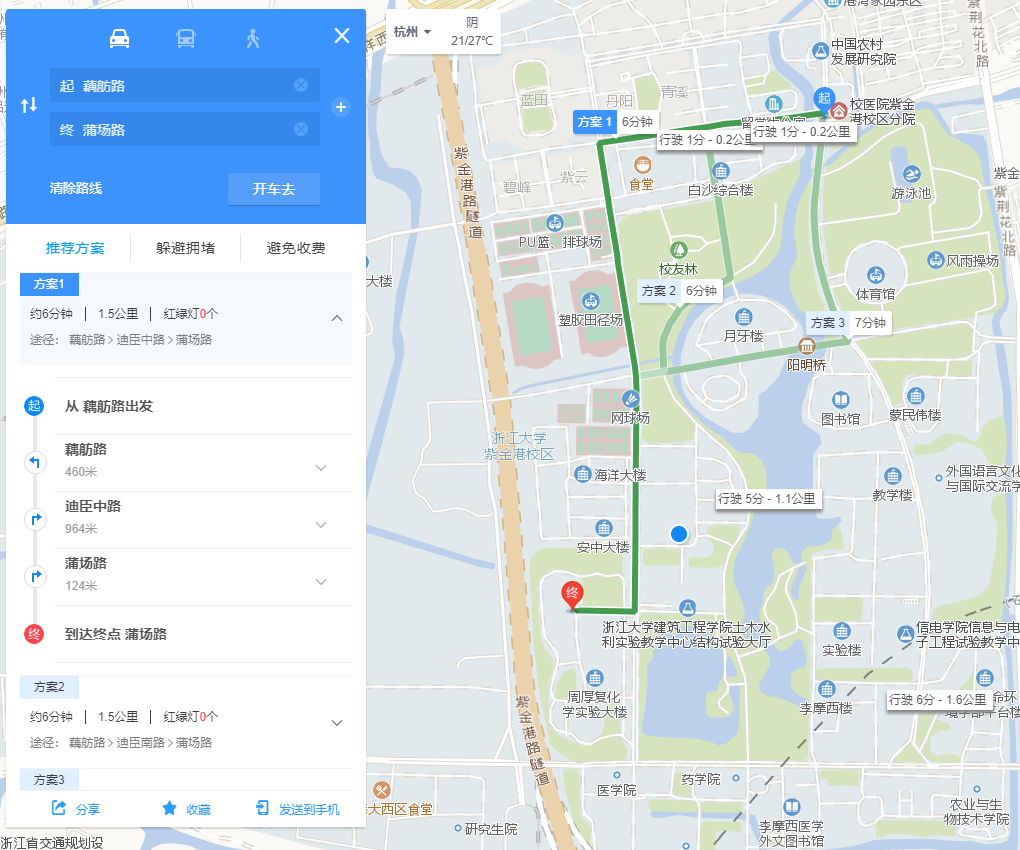 起 藕舫路
终 蒲场路
清除路线
开车去
推荐方案
躲避拥堵
避免收费
方案1
约6分钟 | 1.5公里 | 红绿灯0个
途径： 藕舫路>迪臣中路>蒲场路
起
从 藕舫路出发
藕舫路
460米
迪臣中路
964米
蒲场路
124米
终
到达终点 蒲场路
方案2
约6分钟 | 1.5公里 | 红绿灯0个
途径： 藕舫路>迪臣南路>蒲场路
方案3
分享
收藏
发送到手机
浙江省交通规划设
杭州
阴
21/27℃
港湾家园东区
紫荆花北路
中国农村
发展研究院
蓝田
丹阳
青溪
起
校医院紫金
港校区分院
方案 1 6分钟
行驶 1分 - 0.2公里
行驶 1分 - 0.2公里
紫金港路隧道
食堂
白沙综合楼
碧峰
紫云
游泳池
紫金
紫荆花北路
PU篮、排球场
校友林
风雨操场
大楼
方案 2 6分钟
体育馆
塑胶田径场
月牙楼
方案 3 7分钟
阳明桥
网球场
图书馆
蒙民伟楼
浙江大学
紫金港校区
海洋大楼
教学楼
外国语言文化
与国际交流学
行驶 5分 - 1.1公里
安中大楼
终
浙江大学建筑工程学院土木水
利实验教学中心结构试验大厅
实验楼
信电学院信息与电
子工程试验教学中
周厚复化
学实验大楼
李摩西楼
行驶 6分 - 1.6公里
命环
紫金港路隧道
医学院
药学院
大西区食堂
研究生院
李摩西医学
外文图书馆
农业与生
物技术学院